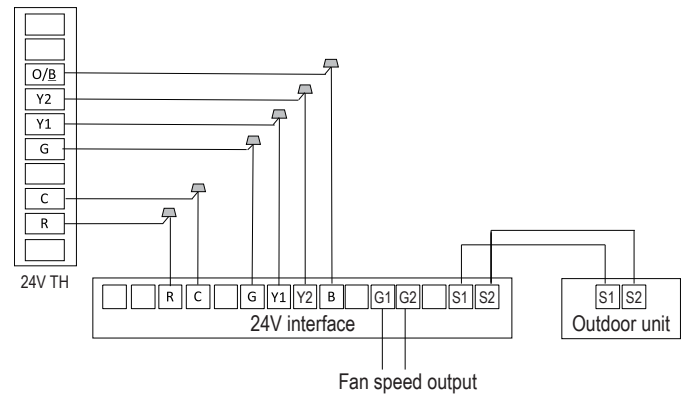 O/B
Y2
Y1
G
C
R
24V TH
R C G Y1 Y2 B G1 G2 S1 S2
24V interface
S1 S2
Outdoor unit
Fan speed output